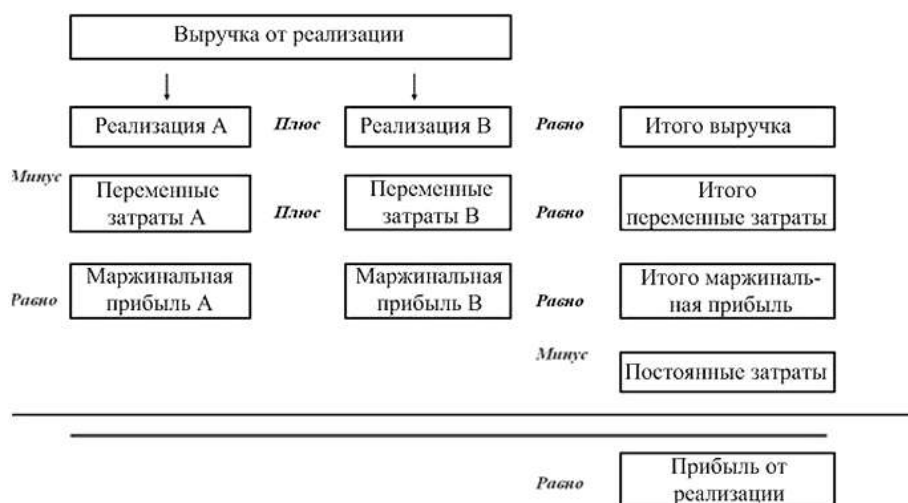 Выручка от реализации
Реализация А Плюс Реализация В Равно Итого выручка
Минус
Переменные затраты А Плюс Переменные затраты В Равно Итого переменные затраты
Равно Маржинальная прибыль А Маржинальная прибыль В Равно Итого маржиналь-
ная прибыль
Минус
Постоянные затраты
Равно Прибыль от
реализации